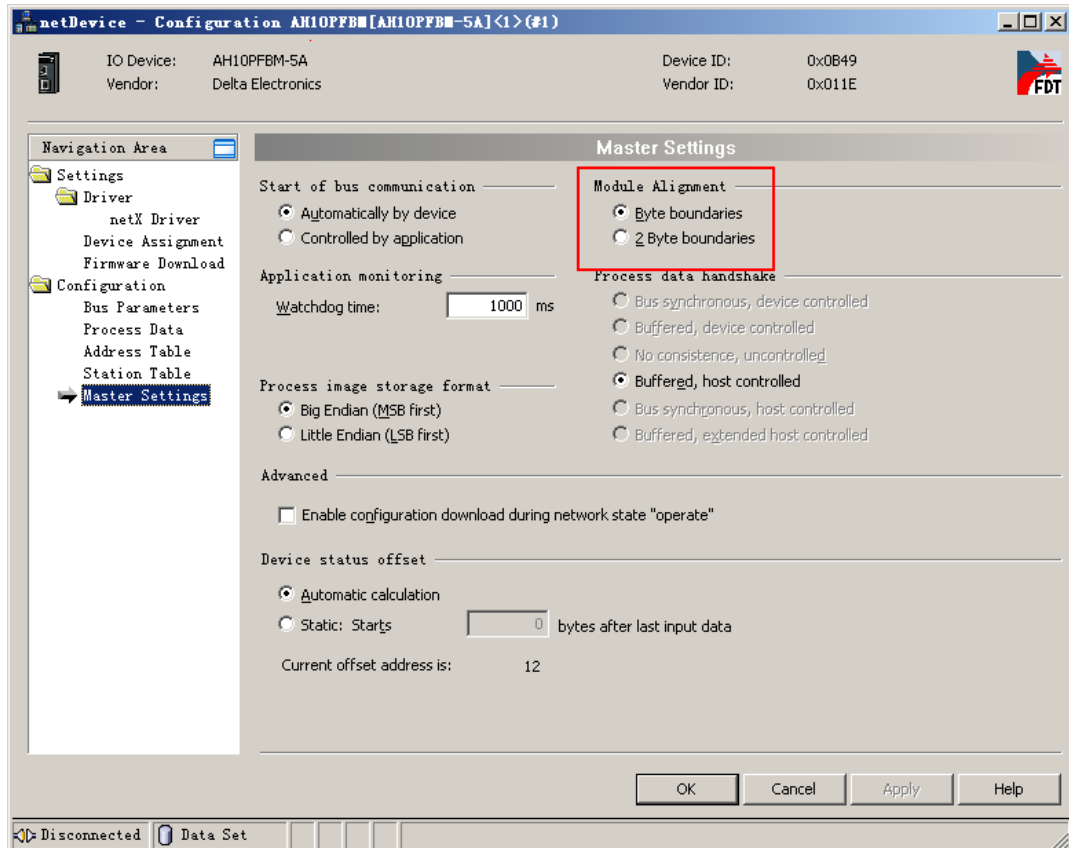 netDevice - Configuration AH10PFBM[AH10PFBM-5A]<1>(#1)
IO Device: AH10PFBM-5A Device ID: 0x0B49
Vendor: Delta Electronics Vendor ID: 0x011E
FDT
Navigation Area
Settings
Driver
netX Driver
Device Assignment
Firmware Download
Configuration
Bus Parameters
Process Data
Address Table
Station Table
Master Settings
Master Settings
Start of bus communication
Automatically by device
Controlled by application
Module Alignment
Byte boundaries
2 Byte boundaries
Application monitoring
Watchdog time: 1000 ms
Process data handshake
Bus synchronous, device controlled
Buffered, device controlled
No consistence, uncontrolled
Buffered, host controlled
Bus synchronous, host controlled
Buffered, extended host controlled
Process image storage format
Big Endian (MSB first)
Little Endian (LSB first)
Advanced
Enable configuration download during network state "operate"
Device status offset
Automatic calculation
Static: Starts 0 bytes after last input data
Current offset address is: 12
OK Cancel Apply Help
Disconnected Data Set